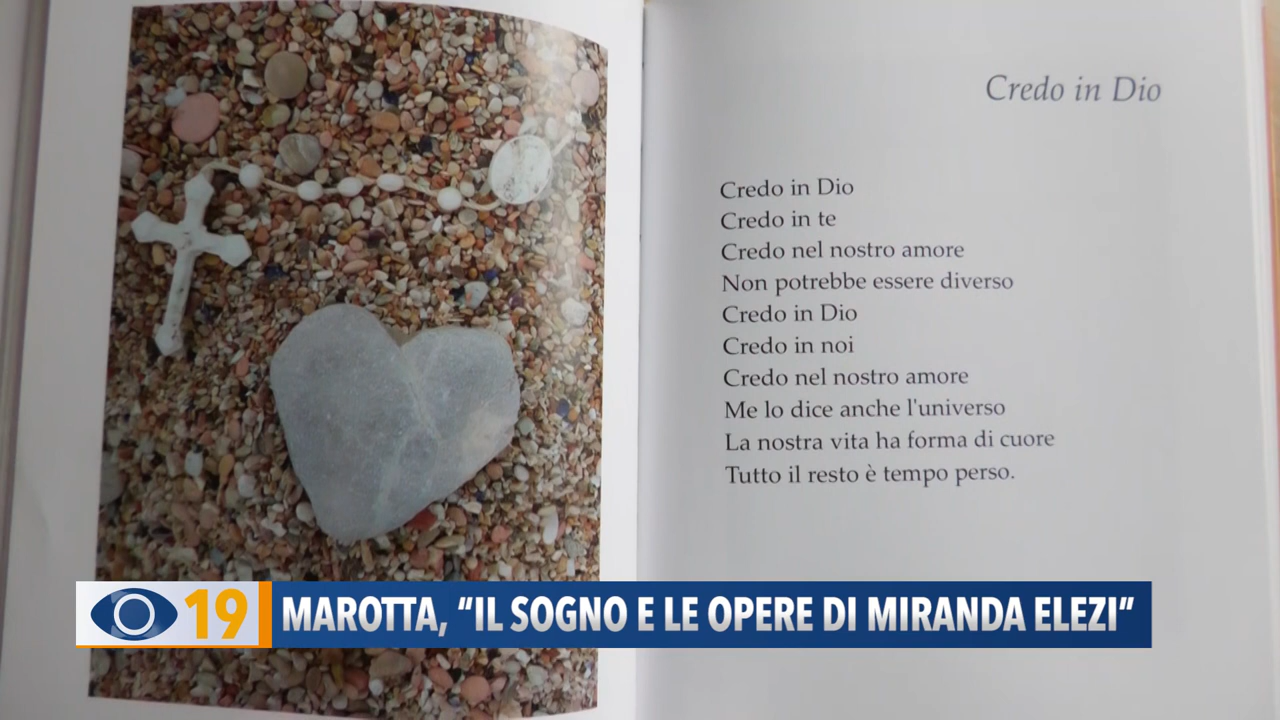 Credo in Dio
Credo in Dio
Credo in te
Credo nel nostro amore
Non potrebbe essere diverso
Credo in Dio
Credo in noi
Credo nel nostro amore
Me lo dice anche l'universo
La nostra vita ha forma di cuore
Tutto il resto è tempo perso.
19
MAROTTA, “IL SOGNO E LE OPERE DI MIRANDA ELEZI”